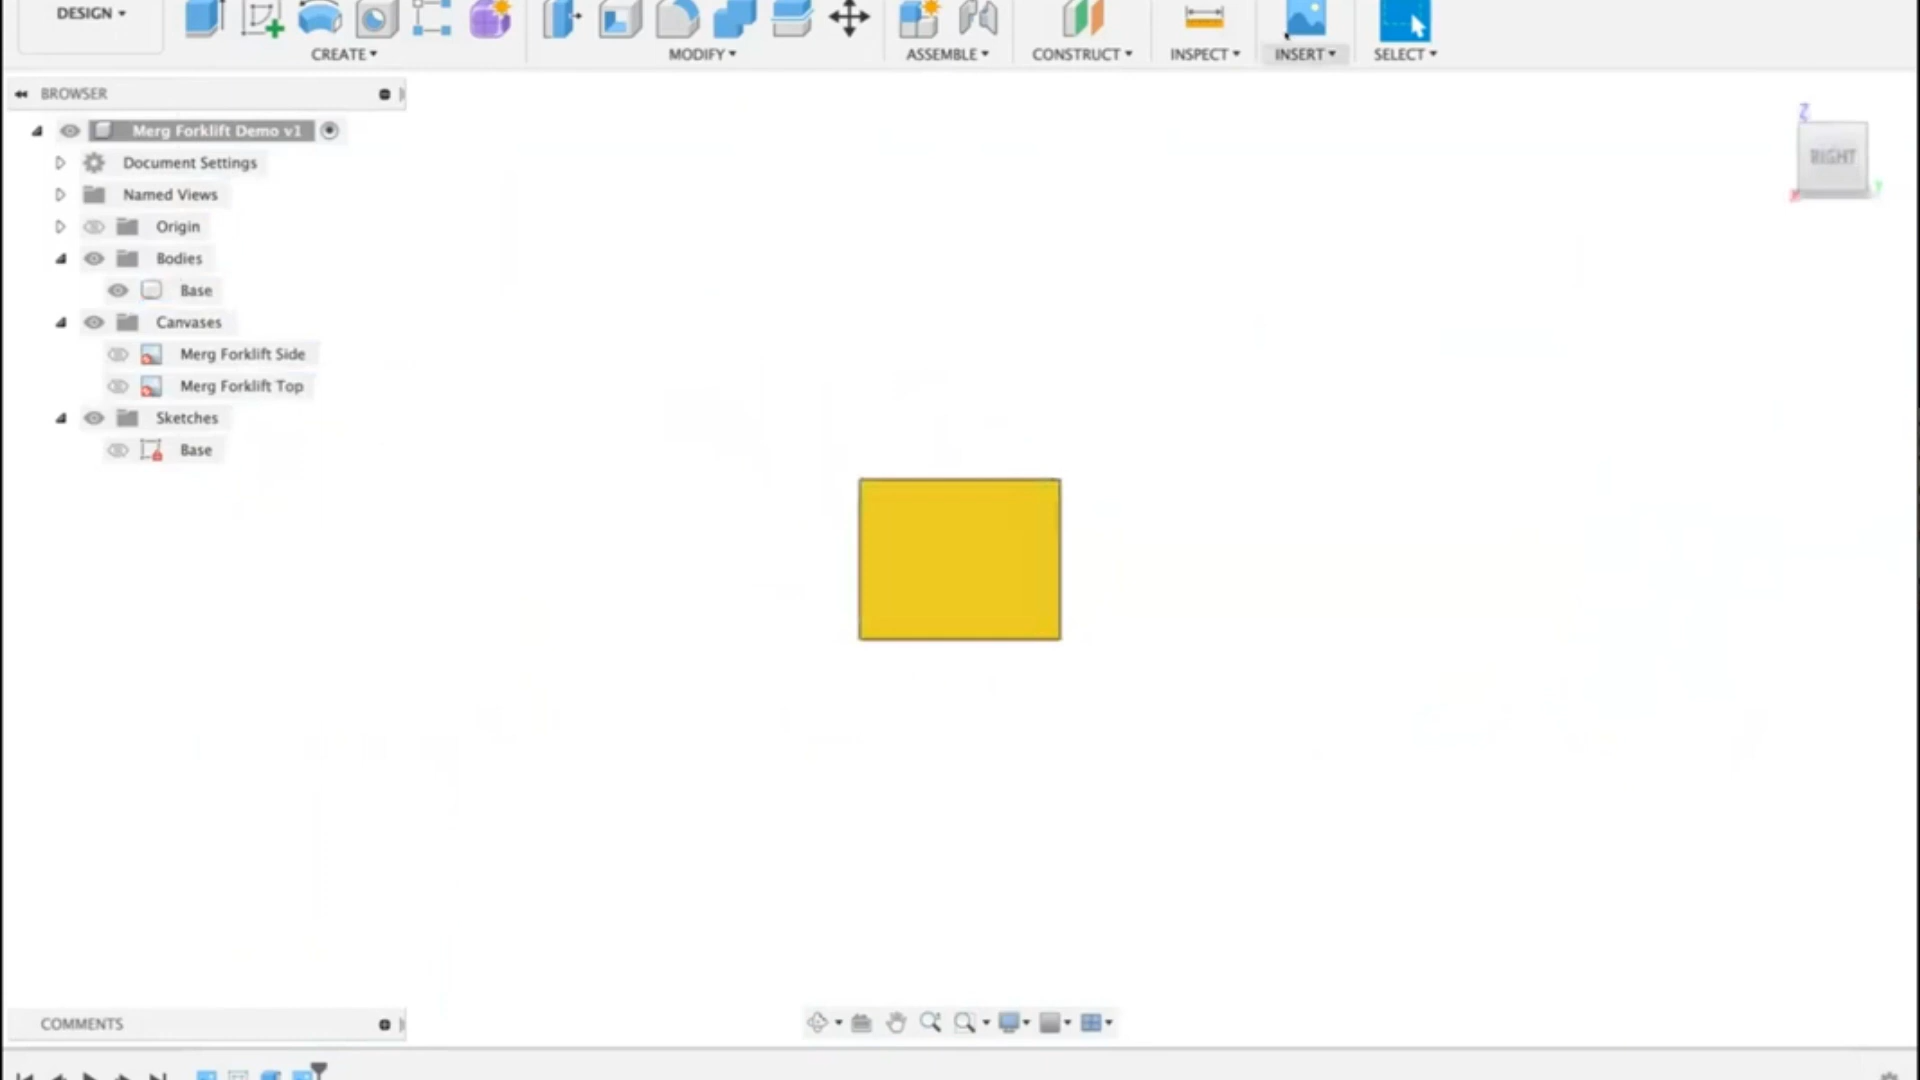 DESIGN
CREATE
MODIFY
ASSEMBLE
CONSTRUCT
INSPECT
INSERT
SELECT
BROWSER
Merg Forklift Demo v1
Document Settings
Named Views
Origin
Bodies
Base
Canvases
Merg Forklift Side
Merg Forklift Top
Sketches
Base
Z
RIGHT
X
Y
COMMENTS